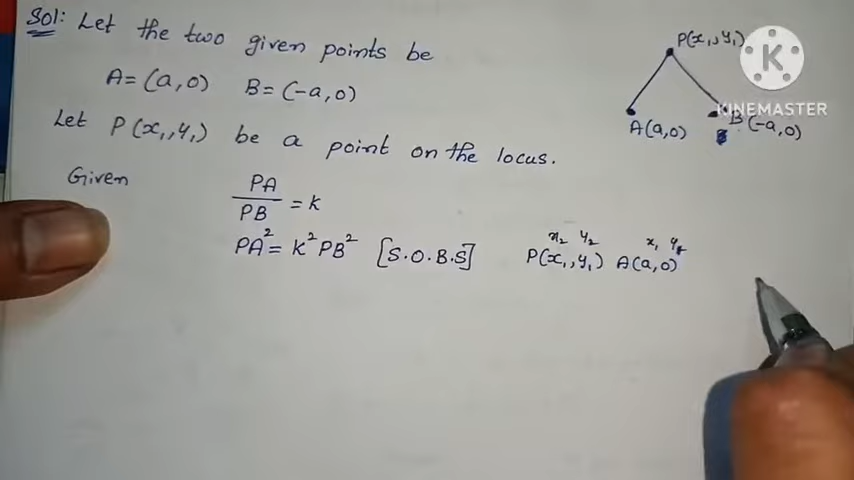 Sol: Let the two given points be
A = (a, 0) B = (-a, 0)
Let P(x₁, y₁) be a point on the locus.
Given PA/PB = K
PA² = K² PB² [S.O.B.S]
P(x₁, y₁)
A(a, 0)
B(-a, 0)
x₂ y₂ x₁ y₁
P(x₁, y₁) A(a, 0)
K
KINEMASTER